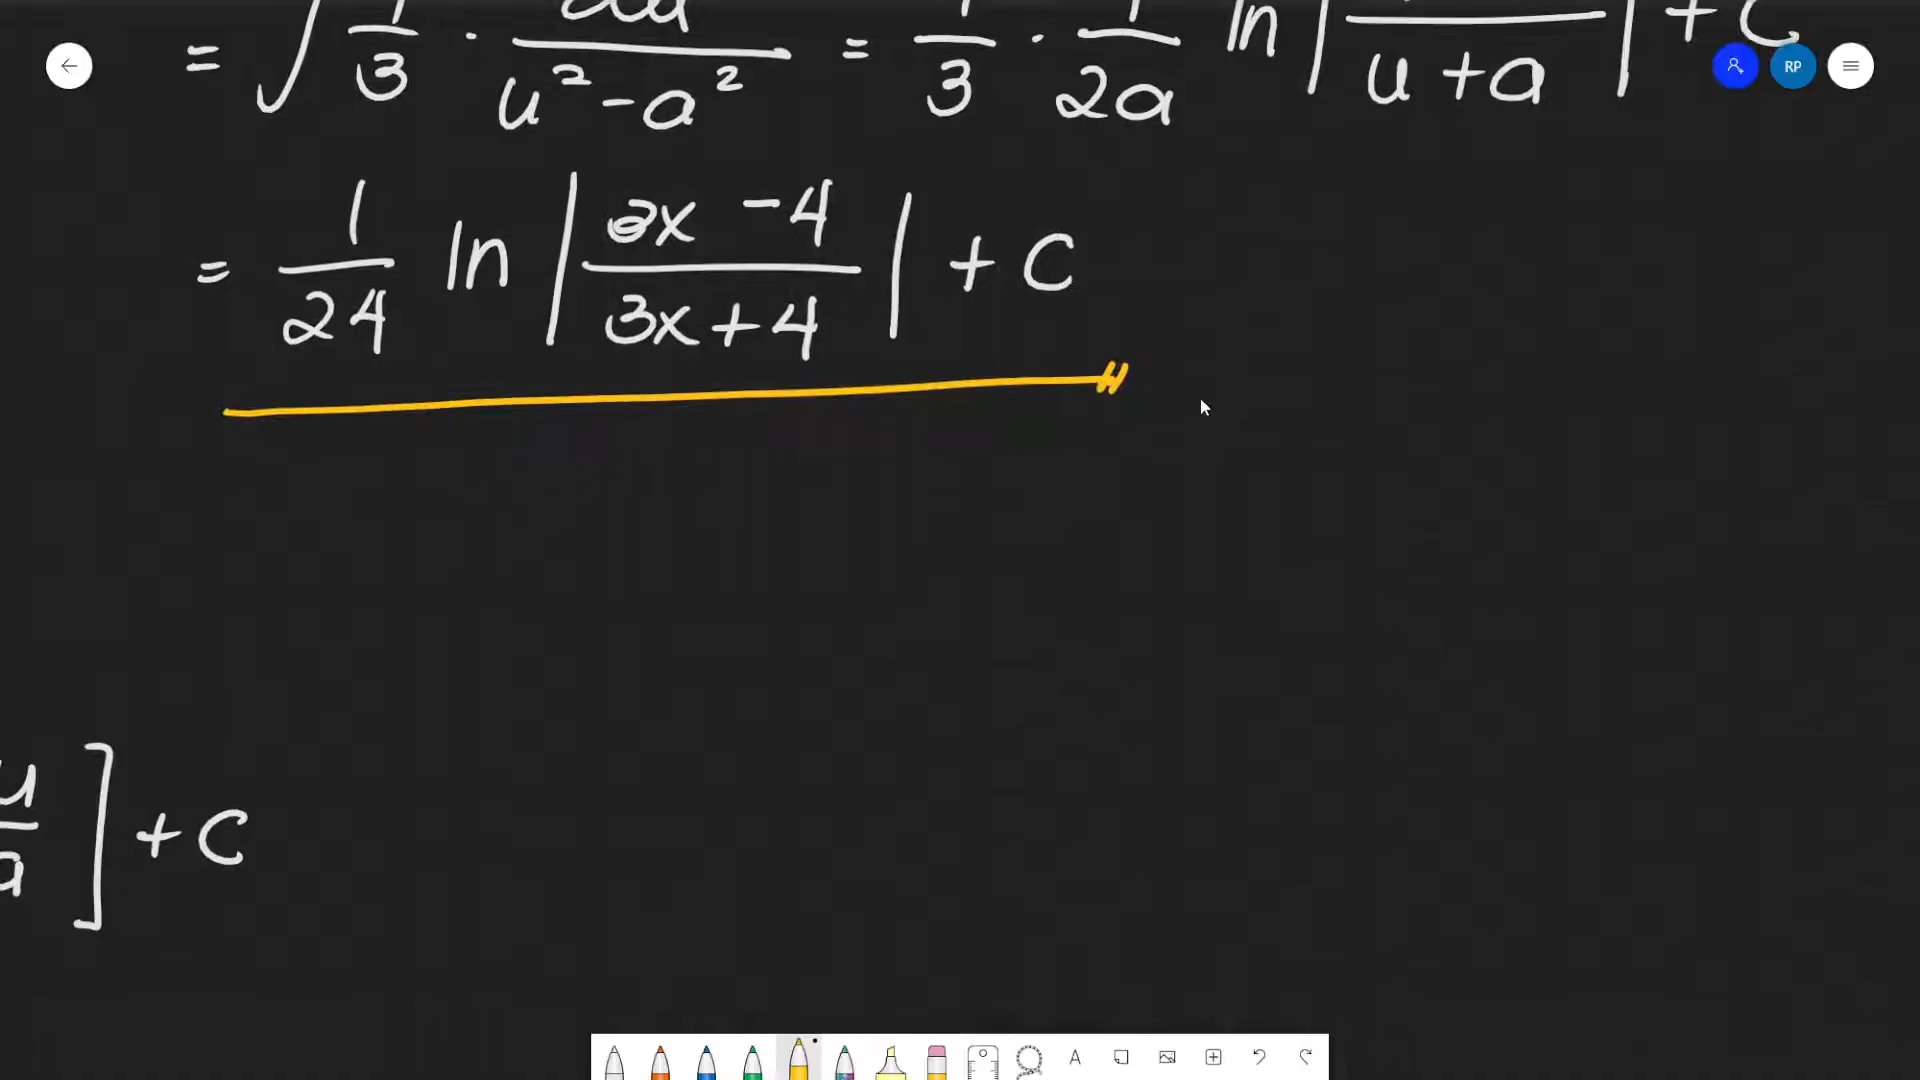 = ∫ 1/3 · du/(u² - a²) = 1/3 · 1/2a ln | /(u + a) | + C
RP
= 1/24 ln | (3x - 4)/(3x + 4) | + C
u/a ] + C
A